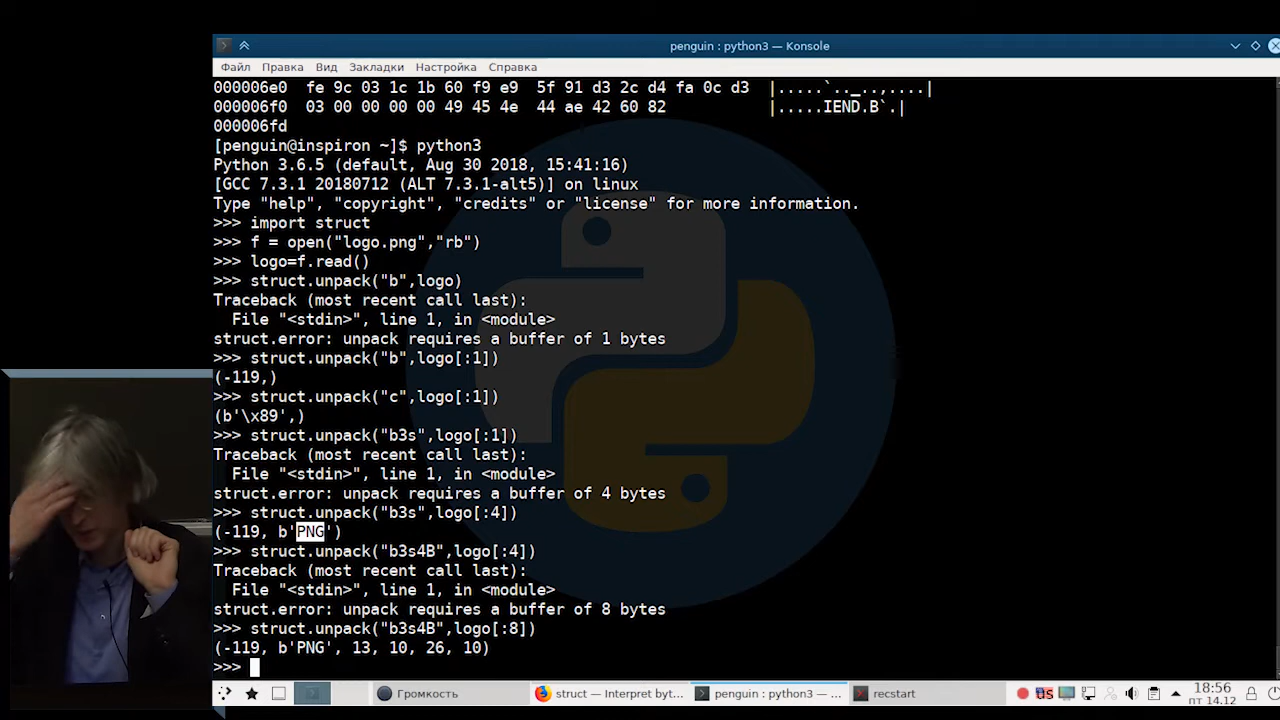 penguin : python3 — Konsole
Файл Правка Вид Закладки Настройка Справка
000006e0  fe 9c 03 1c 1b 60 f9 e9  5f 91 d3 2c d4 fa 0c d3  |.....`.._..,....|
000006f0  03 00 00 00 00 49 45 4e  44 ae 42 60 82           |.....IEND.B`.|
000006fd
[penguin@inspiron ~]$ python3
Python 3.6.5 (default, Aug 30 2018, 15:41:16)
[GCC 7.3.1 20180712 (ALT 7.3.1-alt5)] on linux
Type "help", "copyright", "credits" or "license" for more information.
>>> import struct
>>> f = open("logo.png","rb")
>>> logo=f.read()
>>> struct.unpack("b",logo)
Traceback (most recent call last):
  File "<stdin>", line 1, in <module>
struct.error: unpack requires a buffer of 1 bytes
>>> struct.unpack("b",logo[:1])
(-119,)
>>> struct.unpack("c",logo[:1])
(b'\x89',)
>>> struct.unpack("b3s",logo[:1])
Traceback (most recent call last):
  File "<stdin>", line 1, in <module>
struct.error: unpack requires a buffer of 4 bytes
>>> struct.unpack("b3s",logo[:4])
(-119, b'PNG')
>>> struct.unpack("b3s4B",logo[:4])
Traceback (most recent call last):
  File "<stdin>", line 1, in <module>
struct.error: unpack requires a buffer of 8 bytes
>>> struct.unpack("b3s4B",logo[:8])
(-119, b'PNG', 13, 10, 26, 10)
>>>
Громкость struct — Interpret byt... penguin : python3 — ... recstart us 18:56
пт 14.12